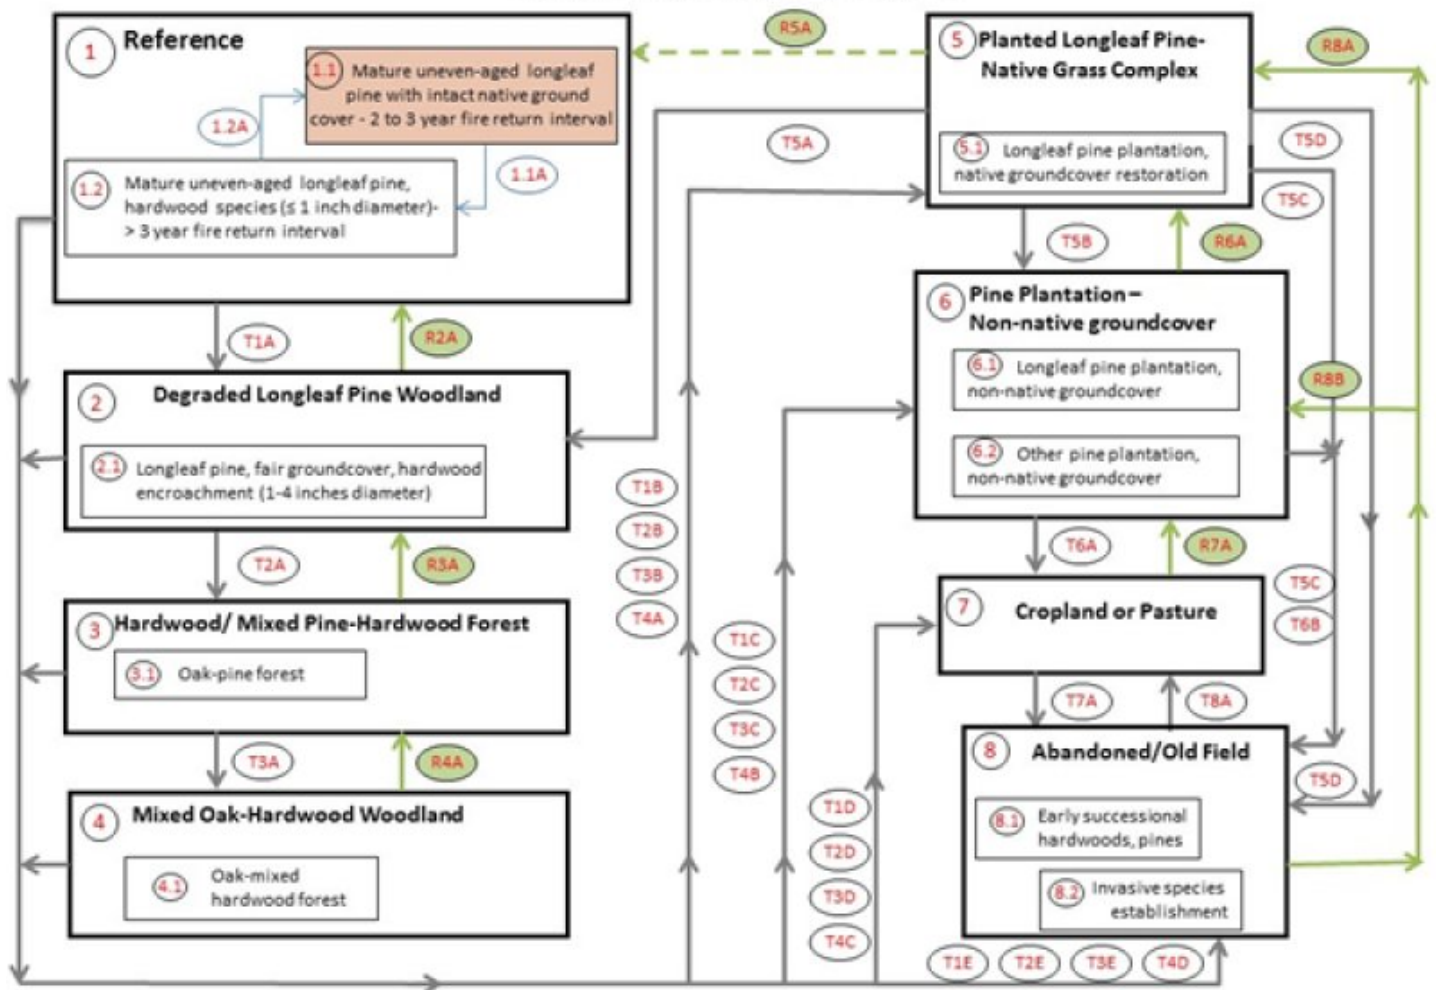 1 Reference
1.1 Mature uneven-aged longleaf
pine with intact native ground
cover - 2 to 3 year fire return interval
1.2A
1.1A
1.2 Mature uneven-aged longleaf pine,
hardwood species (≤ 1 inch diameter)-
> 3 year fire return interval
T1A
R2A
2 Degraded Longleaf Pine Woodland
2.1 Longleaf pine, fair groundcover, hardwood
encroachment (1-4 inches diameter)
T2A
R3A
3 Hardwood/ Mixed Pine-Hardwood Forest
3.1 Oak-pine forest
T3A
R4A
4 Mixed Oak-Hardwood Woodland
4.1 Oak-mixed
hardwood forest
R5A
T5A
T1B
T2B
T3B
T4A
T1C
T2C
T3C
T4B
T1D
T2D
T3D
T4C
5 Planted Longleaf Pine-
Native Grass Complex
5.1 Longleaf pine plantation,
native groundcover restoration
R8A
T5D
T5C
T5B
R6A
6 Pine Plantation –
Non-native groundcover
6.1 Longleaf pine plantation,
non-native groundcover
6.2 Other pine plantation,
non-native groundcover
R8B
T6A
R7A
T5C
T6B
7 Cropland or Pasture
T7A
T8A
8 Abandoned/Old Field
8.1 Early successional
hardwoods, pines
8.2 Invasive species
establishment
T5D
T1E T2E T3E T4D